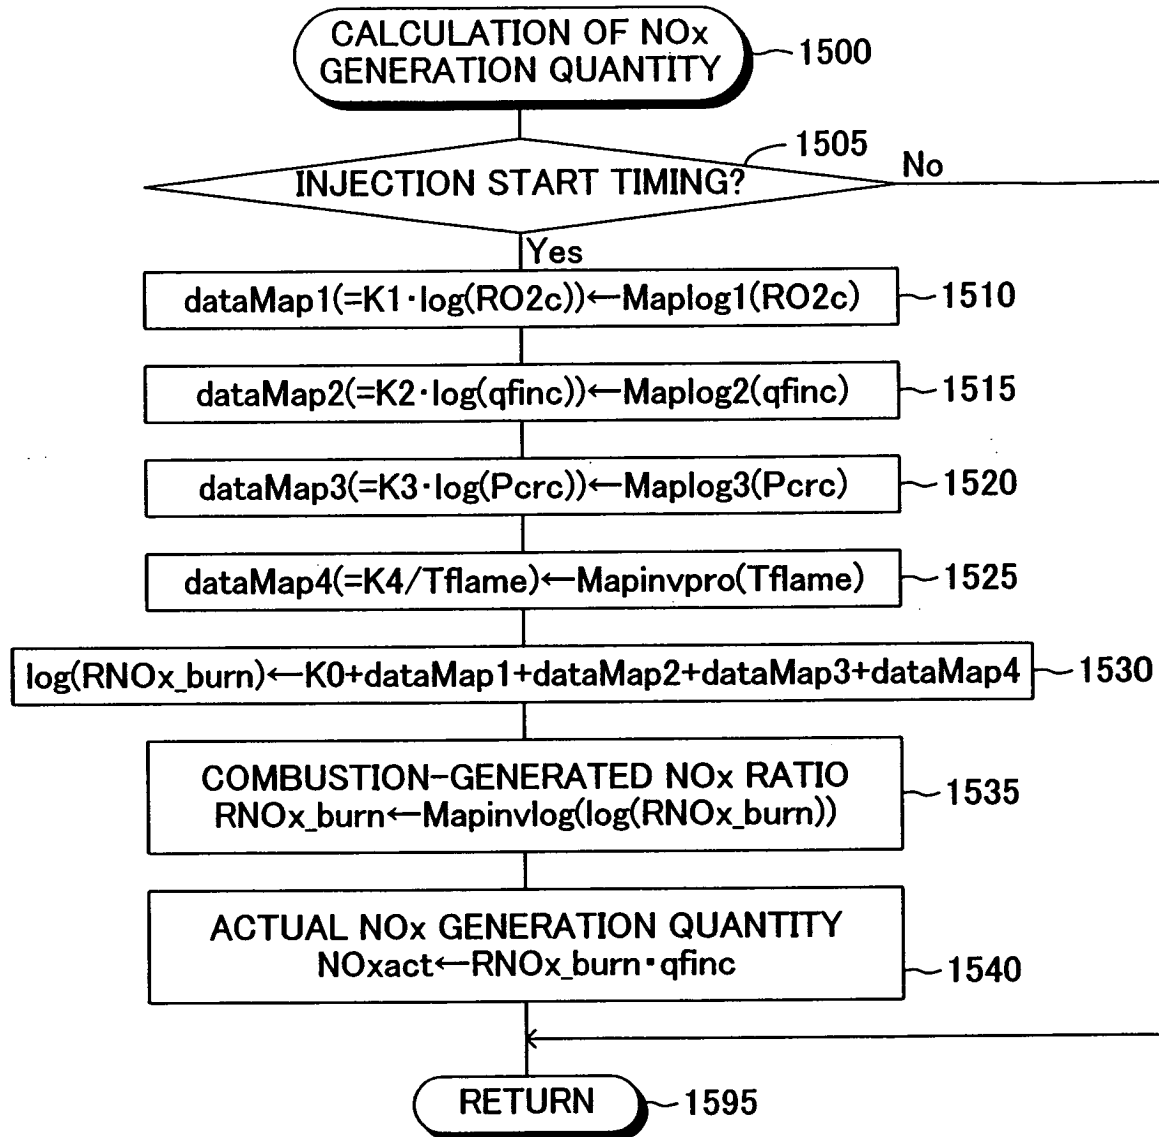 CALCULATION OF NOx
GENERATION QUANTITY
1500
1505
INJECTION START TIMING?
No
Yes
dataMap1(=K1·log(RO2c))←Maplog1(RO2c)
1510
dataMap2(=K2·log(qfinc))←Maplog2(qfinc)
1515
dataMap3(=K3·log(Pcrc))←Maplog3(Pcrc)
1520
dataMap4(=K4/Tflame)←Mapinvpro(Tflame)
1525
log(RNOx_burn)←K0+dataMap1+dataMap2+dataMap3+dataMap4
1530
COMBUSTION-GENERATED NOx RATIO
RNOx_burn←Mapinvlog(log(RNOx_burn))
1535
ACTUAL NOx GENERATION QUANTITY
NOxact←RNOx_burn·qfinc
1540
RETURN
1595